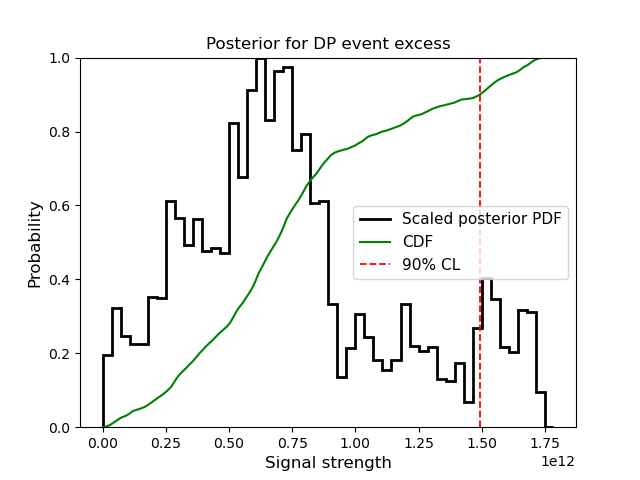 Posterior for DP event excess
Probability
1.0
0.8
0.6
0.4
0.2
0.0
Scaled posterior PDF
CDF
90% CL
0.00 0.25 0.50 0.75 1.00 1.25 1.50 1.75
1e12
Signal strength